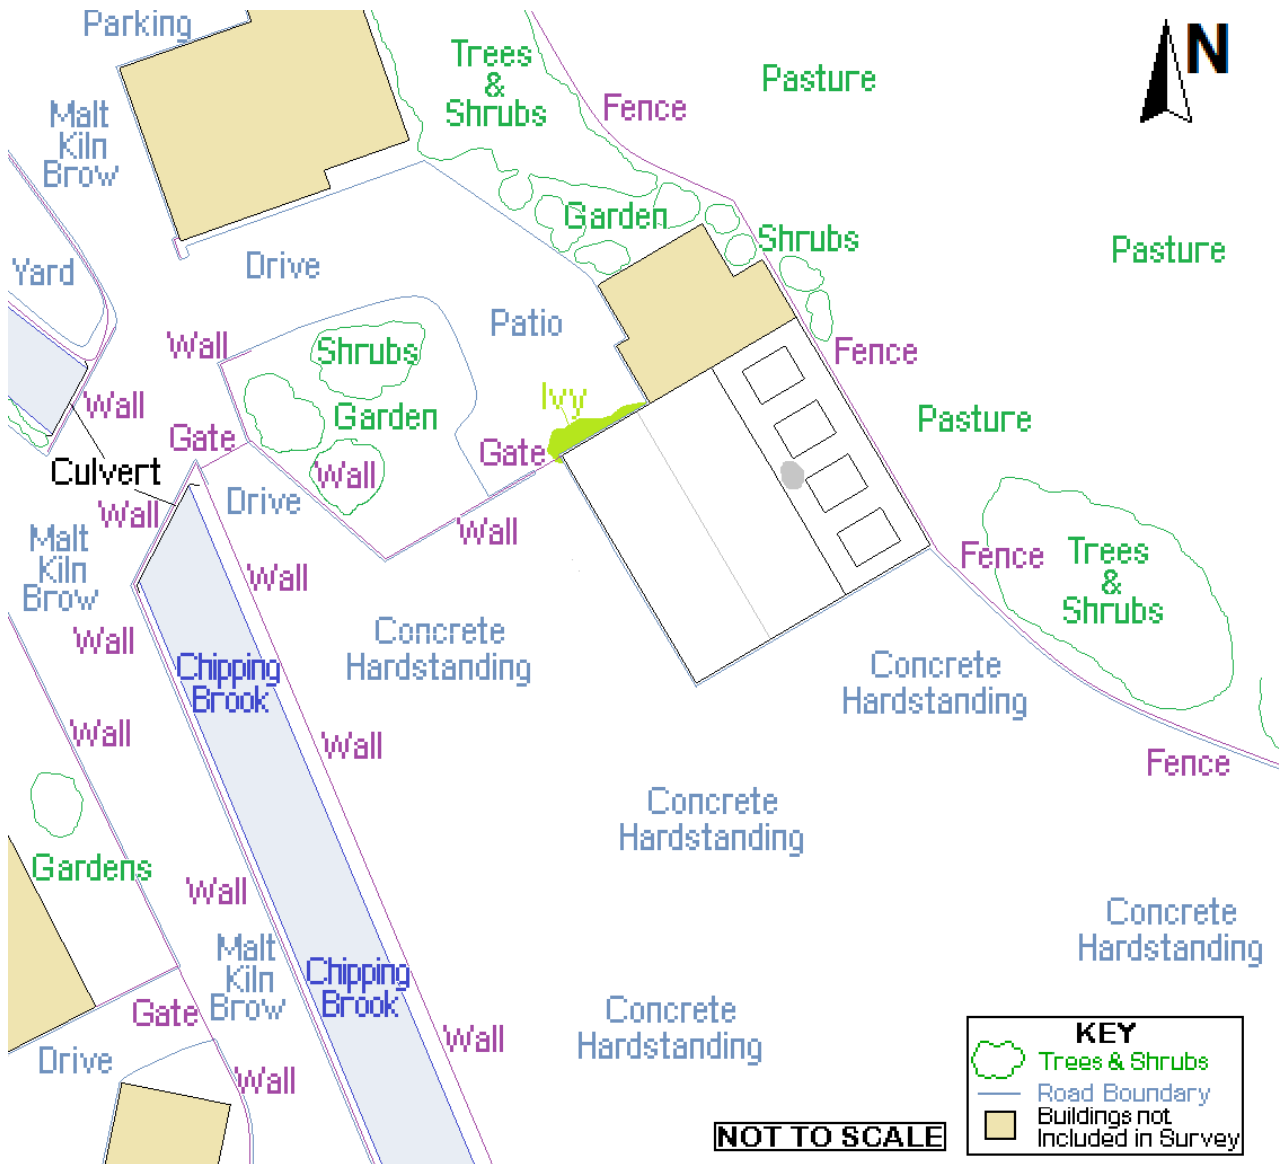 Parking
Trees
&
Shrubs
Pasture
N
Fence
Malt
Kiln
Brow
Garden
Shrubs
Pasture
Yard
Drive
Patio
Wall
Shrubs
Fence
Wall
Ivy
Garden
Pasture
Gate
Gate
Culvert
Wall
Drive
Wall
Wall
Malt
Kiln
Brow
Wall
Fence
Trees
&
Shrubs
Wall
Concrete
Hardstanding
Chipping
Brook
Concrete
Hardstanding
Wall
Wall
Fence
Concrete
Hardstanding
Gardens
Wall
Concrete
Hardstanding
Malt
Kiln
Brow
Chipping
Brook
Gate
Concrete
Hardstanding
Wall
Drive
Wall
KEY
Trees & Shrubs
Road Boundary
Buildings not
Included in Survey
NOT TO SCALE